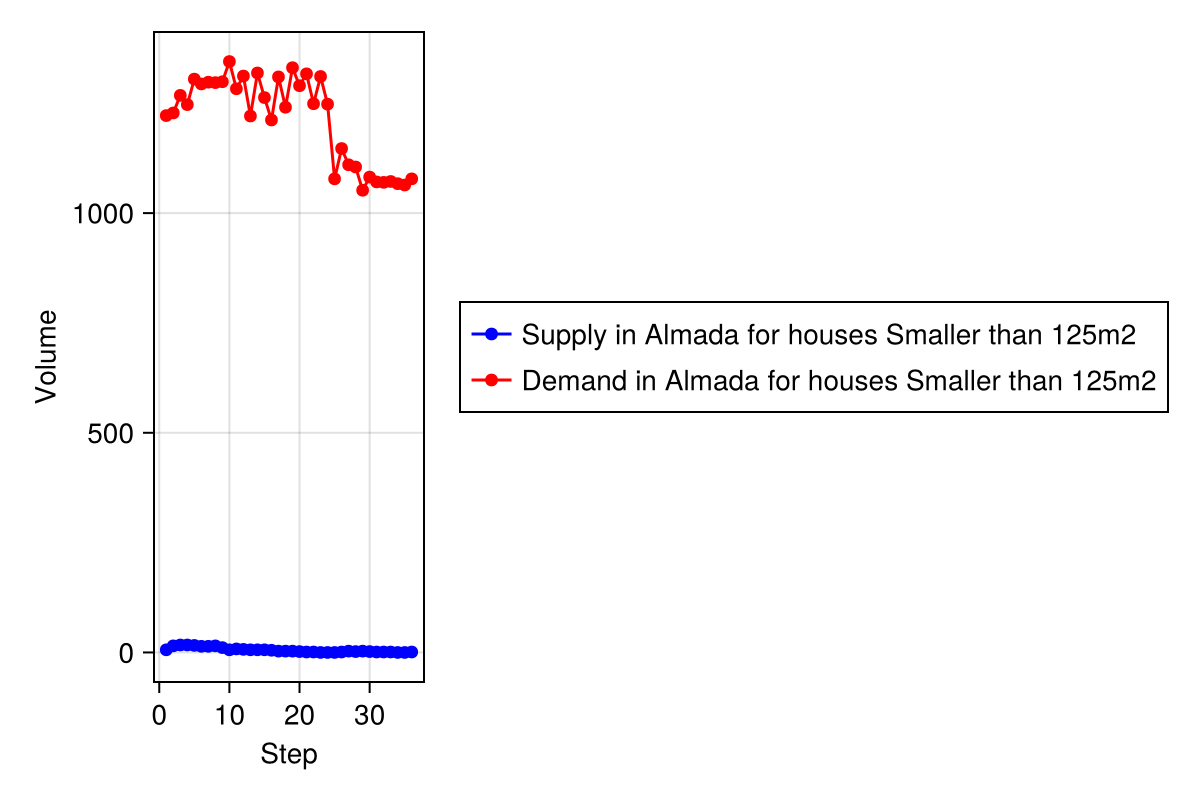 1000
500
0
Volume
0 10 20 30
Step
Supply in Almada for houses Smaller than 125m2
Demand in Almada for houses Smaller than 125m2